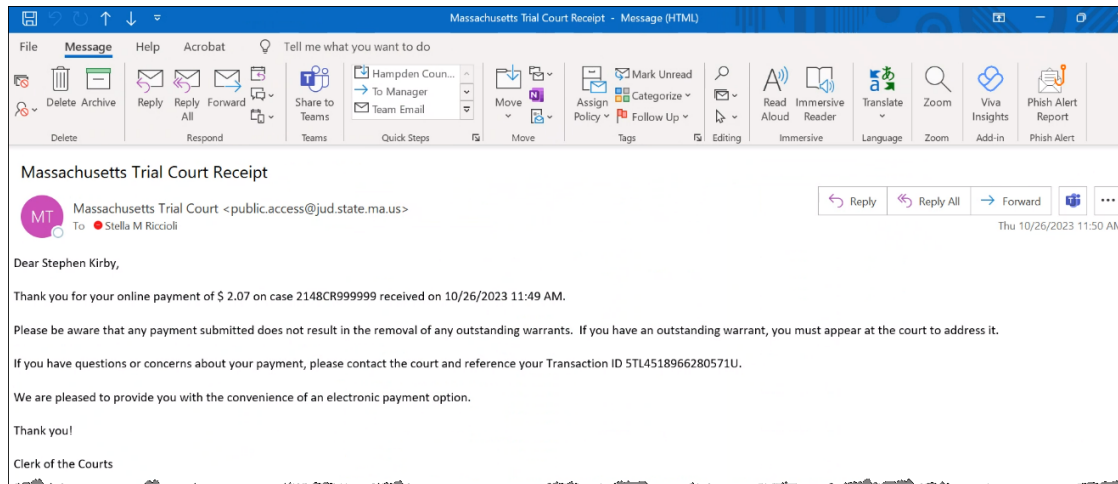 Massachusetts Trial Court Receipt - Message (HTML)
File Message Help Acrobat Tell me what you want to do
Delete Archive Reply Reply All Forward Share to Teams Hampden Coun... To Manager Team Email Move Assign Policy Mark Unread Categorize Follow Up Read Aloud Immersive Reader Translate Zoom Viva Insights Phish Alert Report
Delete Respond Teams Quick Steps Move Tags Editing Immersive Language Zoom Add-in Phish Alert
Massachusetts Trial Court Receipt
MT Massachusetts Trial Court <public.access@jud.state.ma.us>
To Stella M Riccioli
Reply Reply All Forward
Thu 10/26/2023 11:50 AM
Dear Stephen Kirby,
Thank you for your online payment of $ 2.07 on case 2148CR999999 received on 10/26/2023 11:49 AM.
Please be aware that any payment submitted does not result in the removal of any outstanding warrants. If you have an outstanding warrant, you must appear at the court to address it.
If you have questions or concerns about your payment, please contact the court and reference your Transaction ID 5TL4518966280571U.
We are pleased to provide you with the convenience of an electronic payment option.
Thank you!
Clerk of the Courts